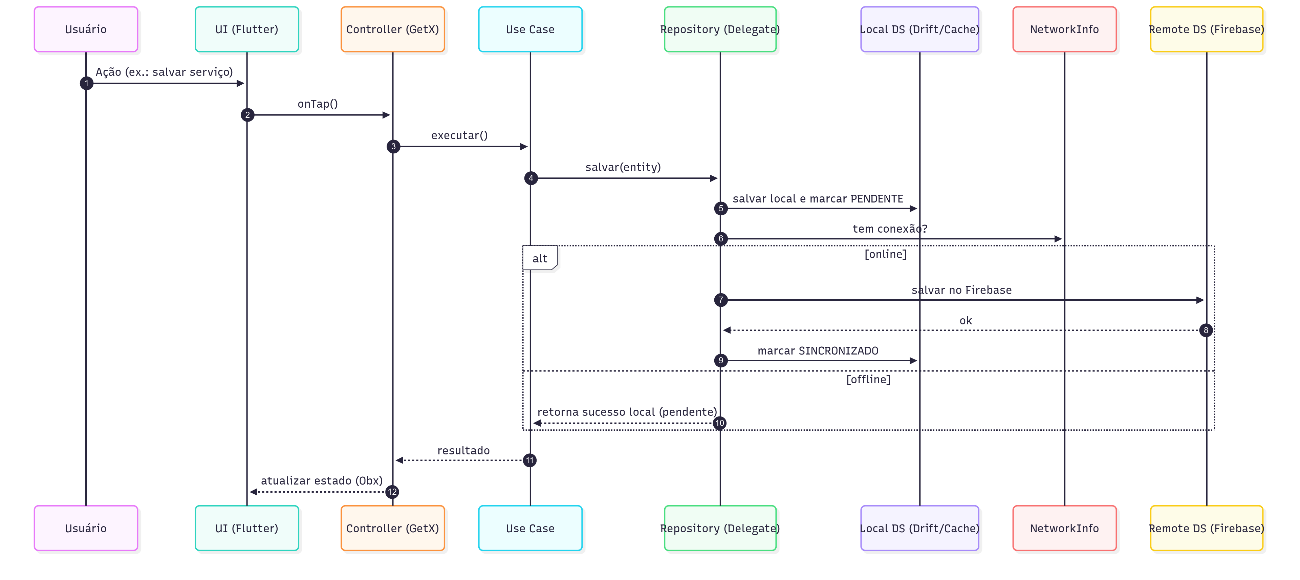 Usuário
UI (Flutter)
Controller (GetX)
Use Case
Repository (Delegate)
Local DS (Drift/Cache)
NetworkInfo
Remote DS (Firebase)
Ação (ex.: salvar serviço)
1
onTap()
2
executar()
3
salvar(entity)
4
salvar local e marcar PENDENTE
5
tem conexão?
6
alt
[online]
salvar no Firebase
7
ok
8
marcar SINCRONIZADO
9
[offline]
retorna sucesso local (pendente)
10
resultado
11
atualizar estado (Obx)
12
Usuário
UI (Flutter)
Controller (GetX)
Use Case
Repository (Delegate)
Local DS (Drift/Cache)
NetworkInfo
Remote DS (Firebase)